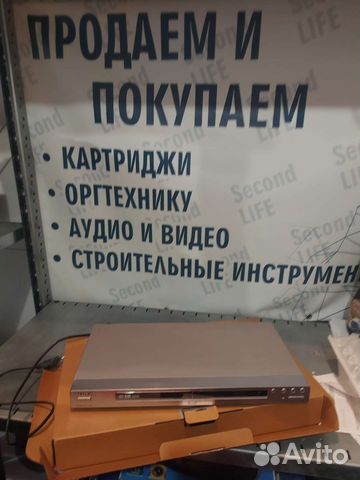 ПРОДАЕМ И
ПОКУПАЕМ
• КАРТРИДЖИ
• ОРГТЕХНИКУ
• АУДИО И ВИДЕО
• СТРОИТЕЛЬНЫЕ ИНСТРУМЕН
Second LIFE
Avito